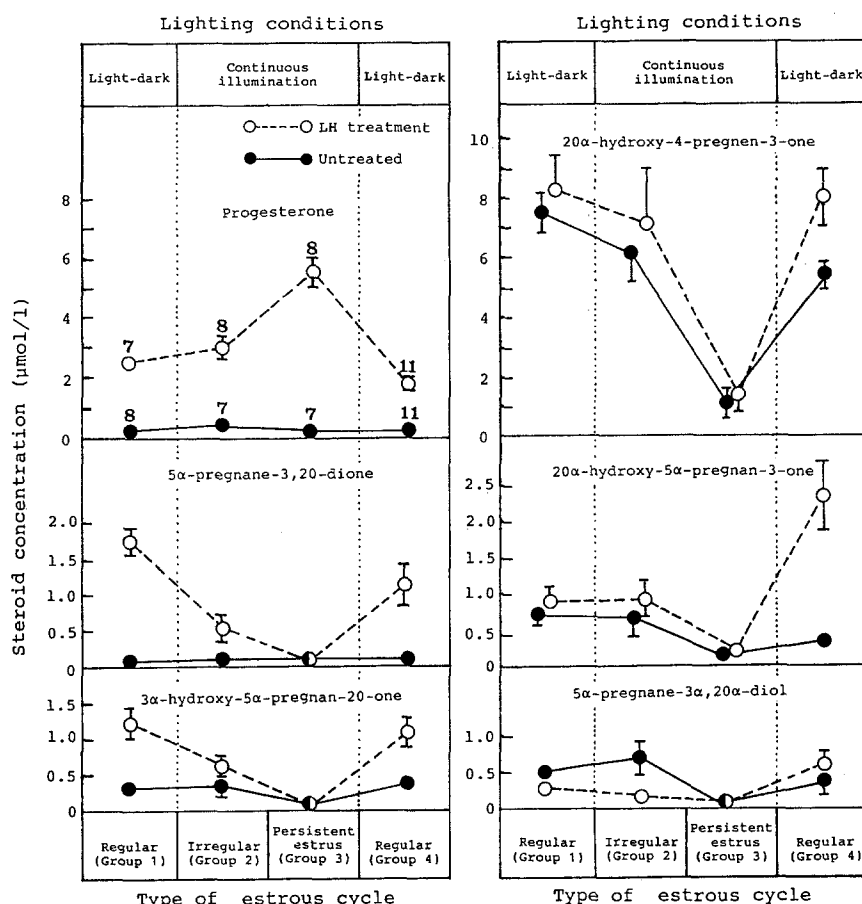 Lighting conditions
Light-dark
Continuous
illumination
Light-dark
LH treatment
Untreated
Progesterone
8
6
4
2
0
7
8
8
11
8
7
7
11
5α-pregnane-3,20-dione
2.0
1.5
1.0
0.5
0
3α-hydroxy-5α-pregnan-20-one
1.5
1.0
0.5
0
Regular
(Group 1)
Irregular
(Group 2)
Persistent
estrus
(Group 3)
Regular
(Group 4)
Type of estrous cycle
Steroid concentration (μmol/l)
Lighting conditions
Light-dark
Continuous
illumination
Light-dark
20α-hydroxy-4-pregnen-3-one
10
8
6
4
2
0
20α-hydroxy-5α-pregnan-3-one
2.5
2.0
1.5
1.0
0.5
0
5α-pregnane-3α,20α-diol
1.5
1.0
0.5
0
Regular
(Group 1)
Irregular
(Group 2)
Persistent
estrus
(Group 3)
Regular
(Group 4)
Type of estrous cycle